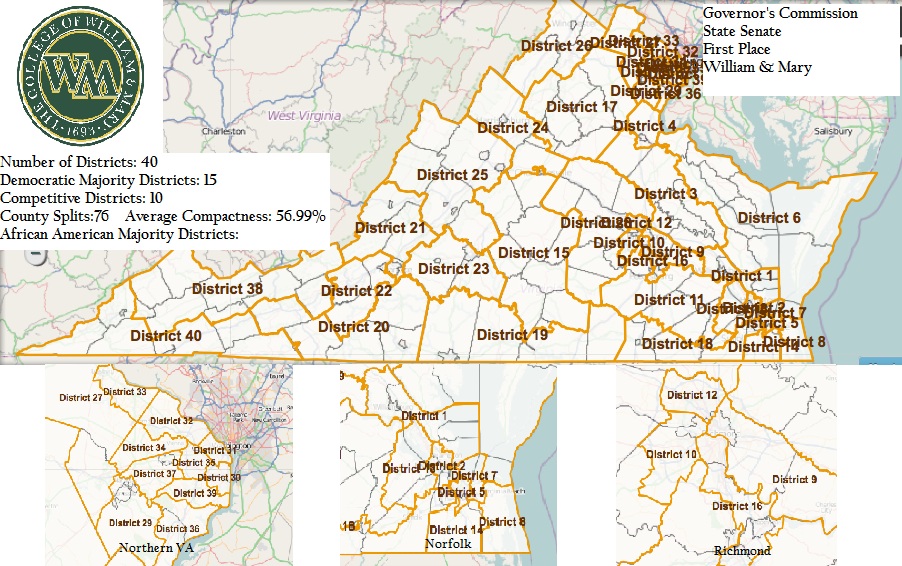 THE COLLEGE OF WILLIAM & MARY
WM
· 1693 ·
Governor's Commission
State Senate
First Place
William & Mary
Number of Districts: 40
Democratic Majority Districts: 15
Competitive Districts: 10
County Splits:76 Average Compactness: 56.99%
African American Majority Districts:
Charleston
West Virginia
Salisbury
District 26
District 33
District 32
District 36
District 17
District 24
District 4
District 25
District 3
District 6
District 21
District 12
District 10
District 9
District 16
District 15
District 23
District 1
District 38
District 22
District 11
District 7
District 5
District 8
District 20
District 40
District 19
District 18
District 14
District 27
District 33
District 32
District 34
District 31
District 35
District 37
District 30
District 39
District 29
District 36
Northern VA
District 1
District 2
District 7
District 5
District 14
District 8
Norfolk
District 12
District 10
District 9
District 16
Richmond